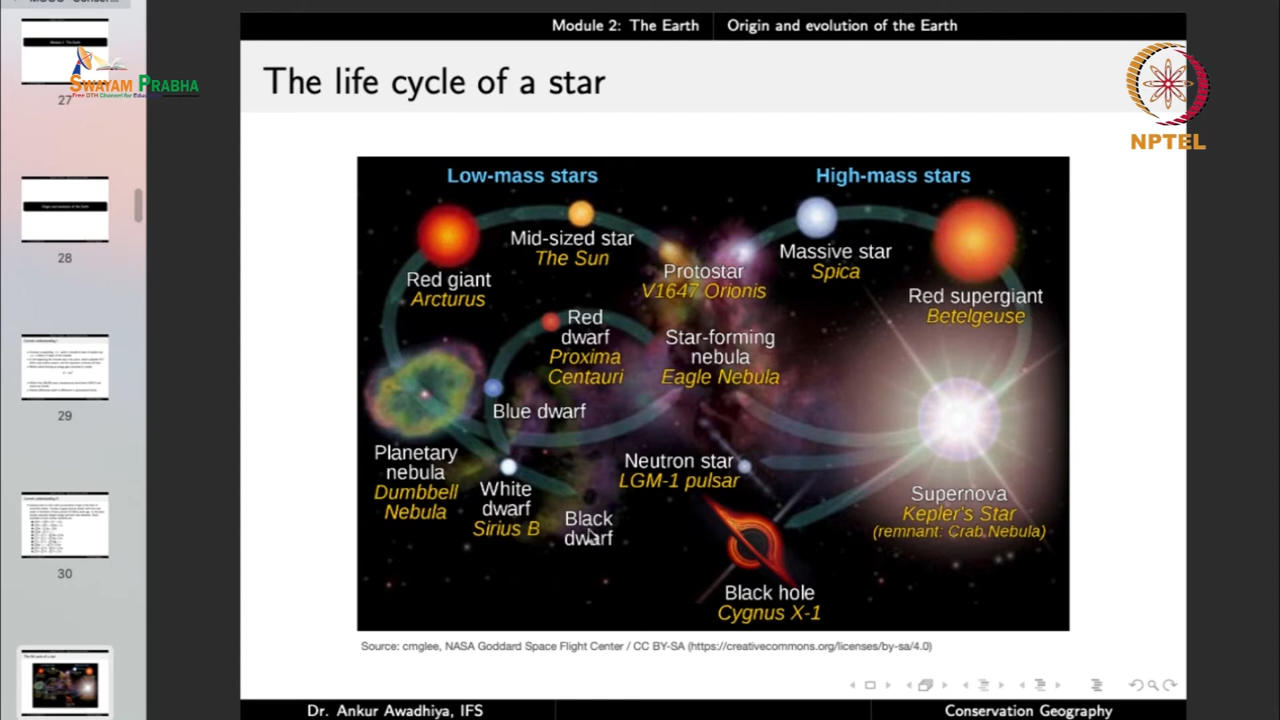 Module 2: The Earth
Origin and evolution of the Earth
The life cycle of a star
SWAYAM PRABHA
NPTEL
27
28
29
30
Low-mass stars
High-mass stars
Mid-sized star
The Sun
Massive star
Spica
Protostar
V1647 Orionis
Red giant
Arcturus
Red supergiant
Betelgeuse
Red
dwarf
Proxima
Centauri
Star-forming
nebula
Eagle Nebula
Blue dwarf
Planetary
nebula
Dumbbell
Nebula
White
dwarf
Sirius B
Neutron star
LGM-1 pulsar
Black
dwarf
Supernova
Kepler's Star
(remnant: Crab Nebula)
Black hole
Cygnus X-1
Source: cmglee, NASA Goddard Space Flight Center / CC BY-SA (https://creativecommons.org/licenses/by-sa/4.0)
Dr. Ankur Awadhiya, IFS
Conservation Geography